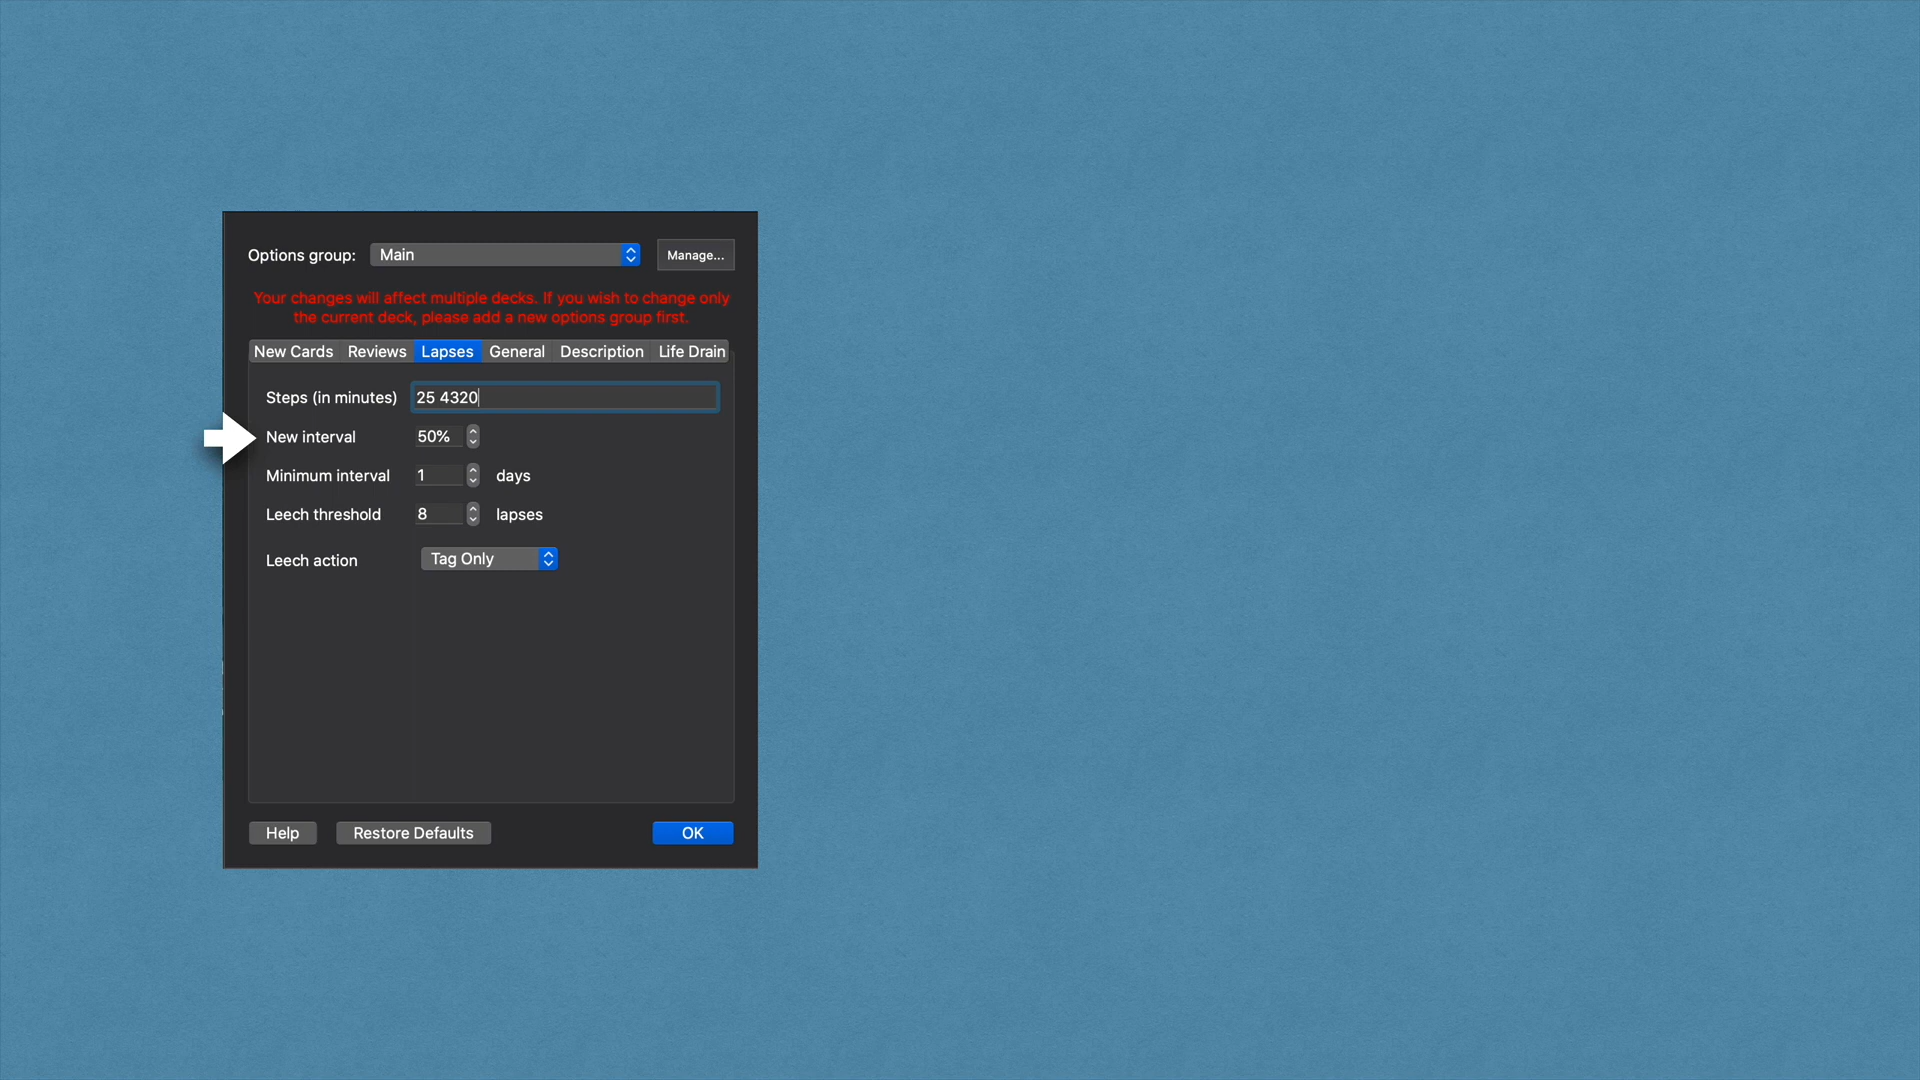 Options group: Main Manage...
Your changes will affect multiple decks. If you wish to change only
the current deck, please add a new options group first.
New Cards Reviews Lapses General Description Life Drain
Steps (in minutes) 25 4320
New interval 50%
Minimum interval 1 days
Leech threshold 8 lapses
Leech action Tag Only
Help Restore Defaults OK